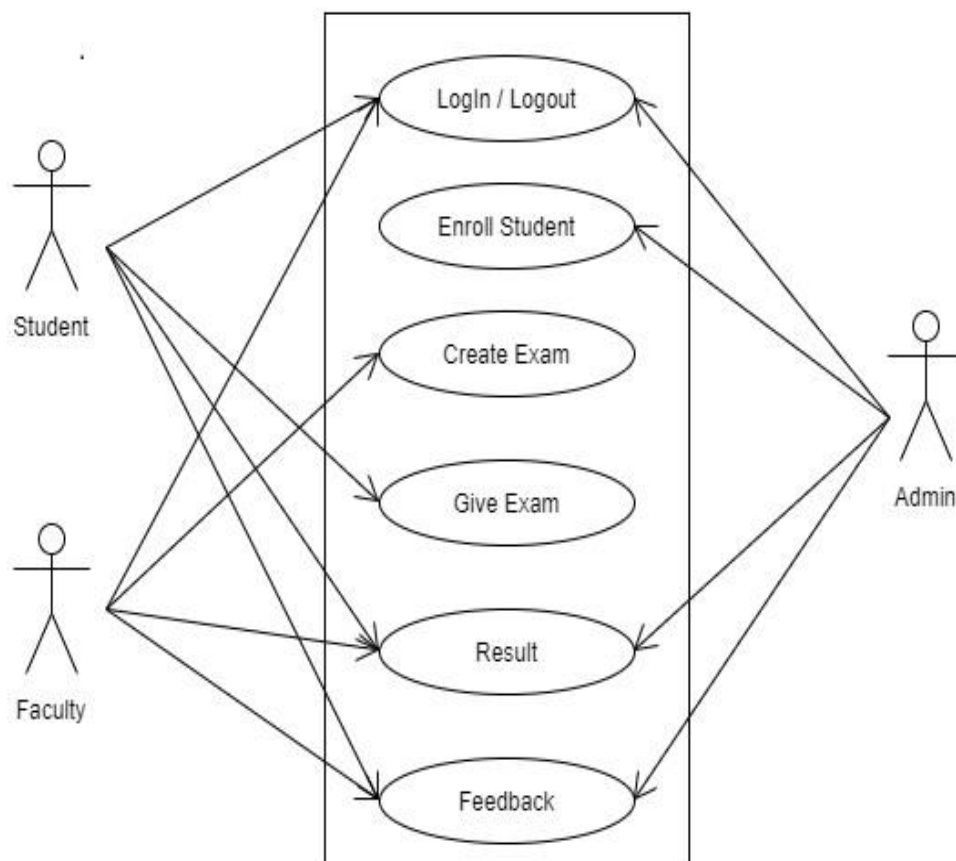 LogIn / Logout
Enroll Student
Student
Create Exam
Give Exam
Admin
Result
Faculty
Feedback